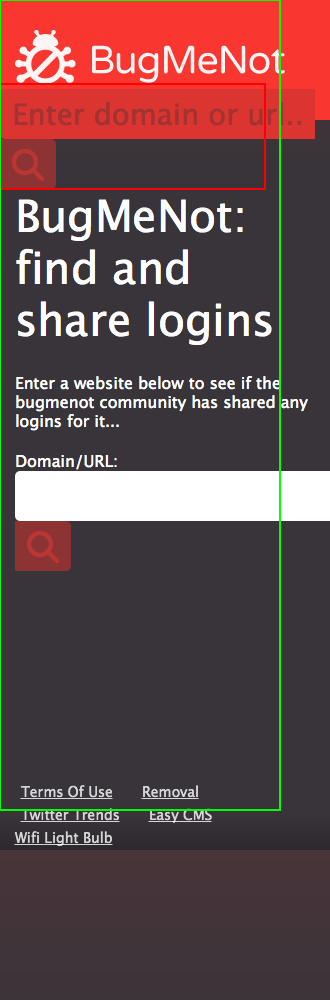 BugMeNot
Enter domain or url..
BugMeNot:
find and
share logins
Enter a website below to see if the
bugmenot community has shared any
logins for it...
Domain/URL:
Terms Of Use Removal
Twitter Trends Easy CMS
Wifi Light Bulb